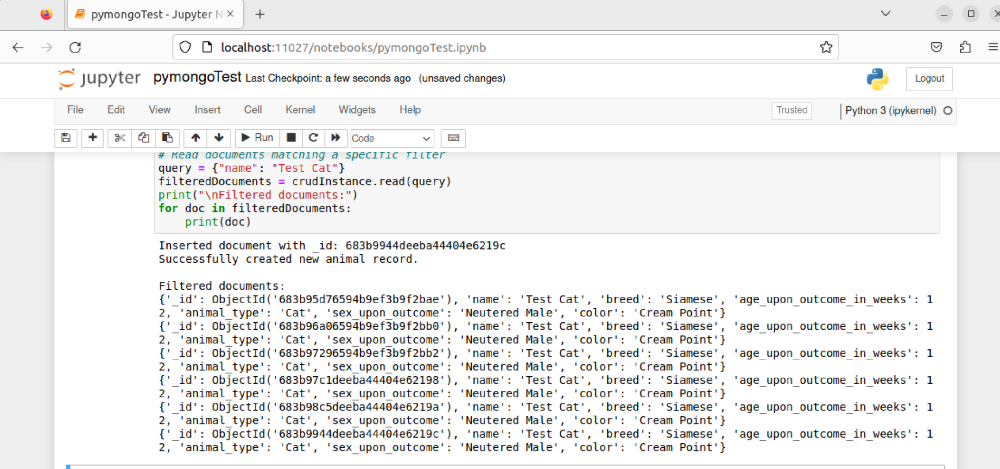 pymongoTest - Jupyter N
localhost:11027/notebooks/pymongoTest.ipynb
jupyter pymongoTest Last Checkpoint: a few seconds ago (unsaved changes)
Logout
File Edit View Insert Cell Kernel Widgets Help
Trusted
Python 3 (ipykernel)
Run
Code
# Read documents matching a specific filter
query = {"name": "Test Cat"}
filteredDocuments = crudInstance.read(query)
print("\nFiltered documents:")
for doc in filteredDocuments:
    print(doc)
Inserted document with _id: 683b9944deeba44404e6219c
Successfully created new animal record.
Filtered documents:
{'_id': ObjectId('683b95d76594b9ef3b9f2bae'), 'name': 'Test Cat', 'breed': 'Siamese', 'age_upon_outcome_in_weeks': 1
2, 'animal_type': 'Cat', 'sex_upon_outcome': 'Neutered Male', 'color': 'Cream Point'}
{'_id': ObjectId('683b96a06594b9ef3b9f2bb0'), 'name': 'Test Cat', 'breed': 'Siamese', 'age_upon_outcome_in_weeks': 1
2, 'animal_type': 'Cat', 'sex_upon_outcome': 'Neutered Male', 'color': 'Cream Point'}
{'_id': ObjectId('683b97296594b9ef3b9f2bb2'), 'name': 'Test Cat', 'breed': 'Siamese', 'age_upon_outcome_in_weeks': 1
2, 'animal_type': 'Cat', 'sex_upon_outcome': 'Neutered Male', 'color': 'Cream Point'}
{'_id': ObjectId('683b97c1deeba44404e62198'), 'name': 'Test Cat', 'breed': 'Siamese', 'age_upon_outcome_in_weeks': 1
2, 'animal_type': 'Cat', 'sex_upon_outcome': 'Neutered Male', 'color': 'Cream Point'}
{'_id': ObjectId('683b98c5deeba44404e6219a'), 'name': 'Test Cat', 'breed': 'Siamese', 'age_upon_outcome_in_weeks': 1
2, 'animal_type': 'Cat', 'sex_upon_outcome': 'Neutered Male', 'color': 'Cream Point'}
{'_id': ObjectId('683b9944deeba44404e6219c'), 'name': 'Test Cat', 'breed': 'Siamese', 'age_upon_outcome_in_weeks': 1
2, 'animal_type': 'Cat', 'sex_upon_outcome': 'Neutered Male', 'color': 'Cream Point'}